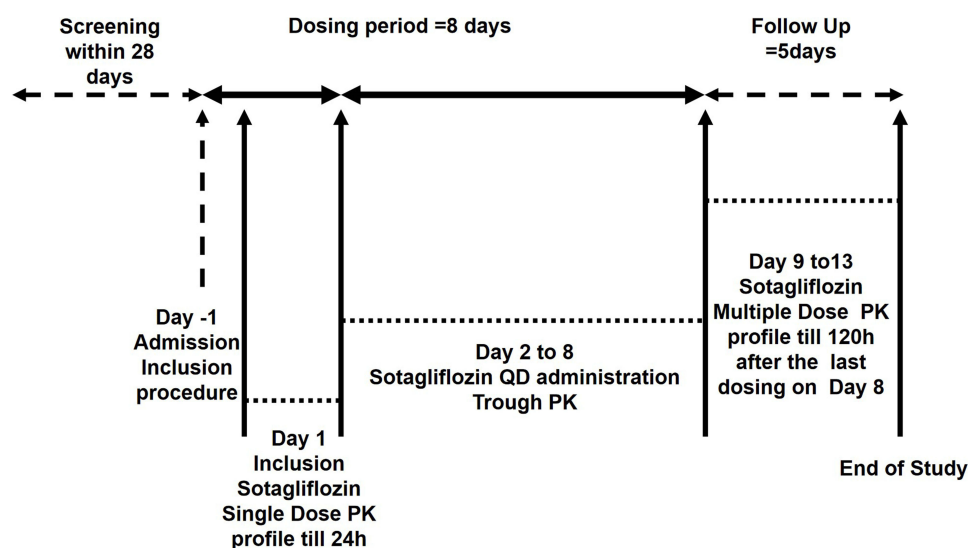 Screening
within 28
days
Dosing period =8 days
Follow Up
=5days
Day -1
Admission
Inclusion
procedure
Day 1
Inclusion
Sotagliflozin
Single Dose PK
profile till 24h
Day 2 to 8
Sotagliflozin QD administration
Trough PK
Day 9 to13
Sotagliflozin
Multiple Dose PK
profile till 120h
after the last
dosing on Day 8
End of Study